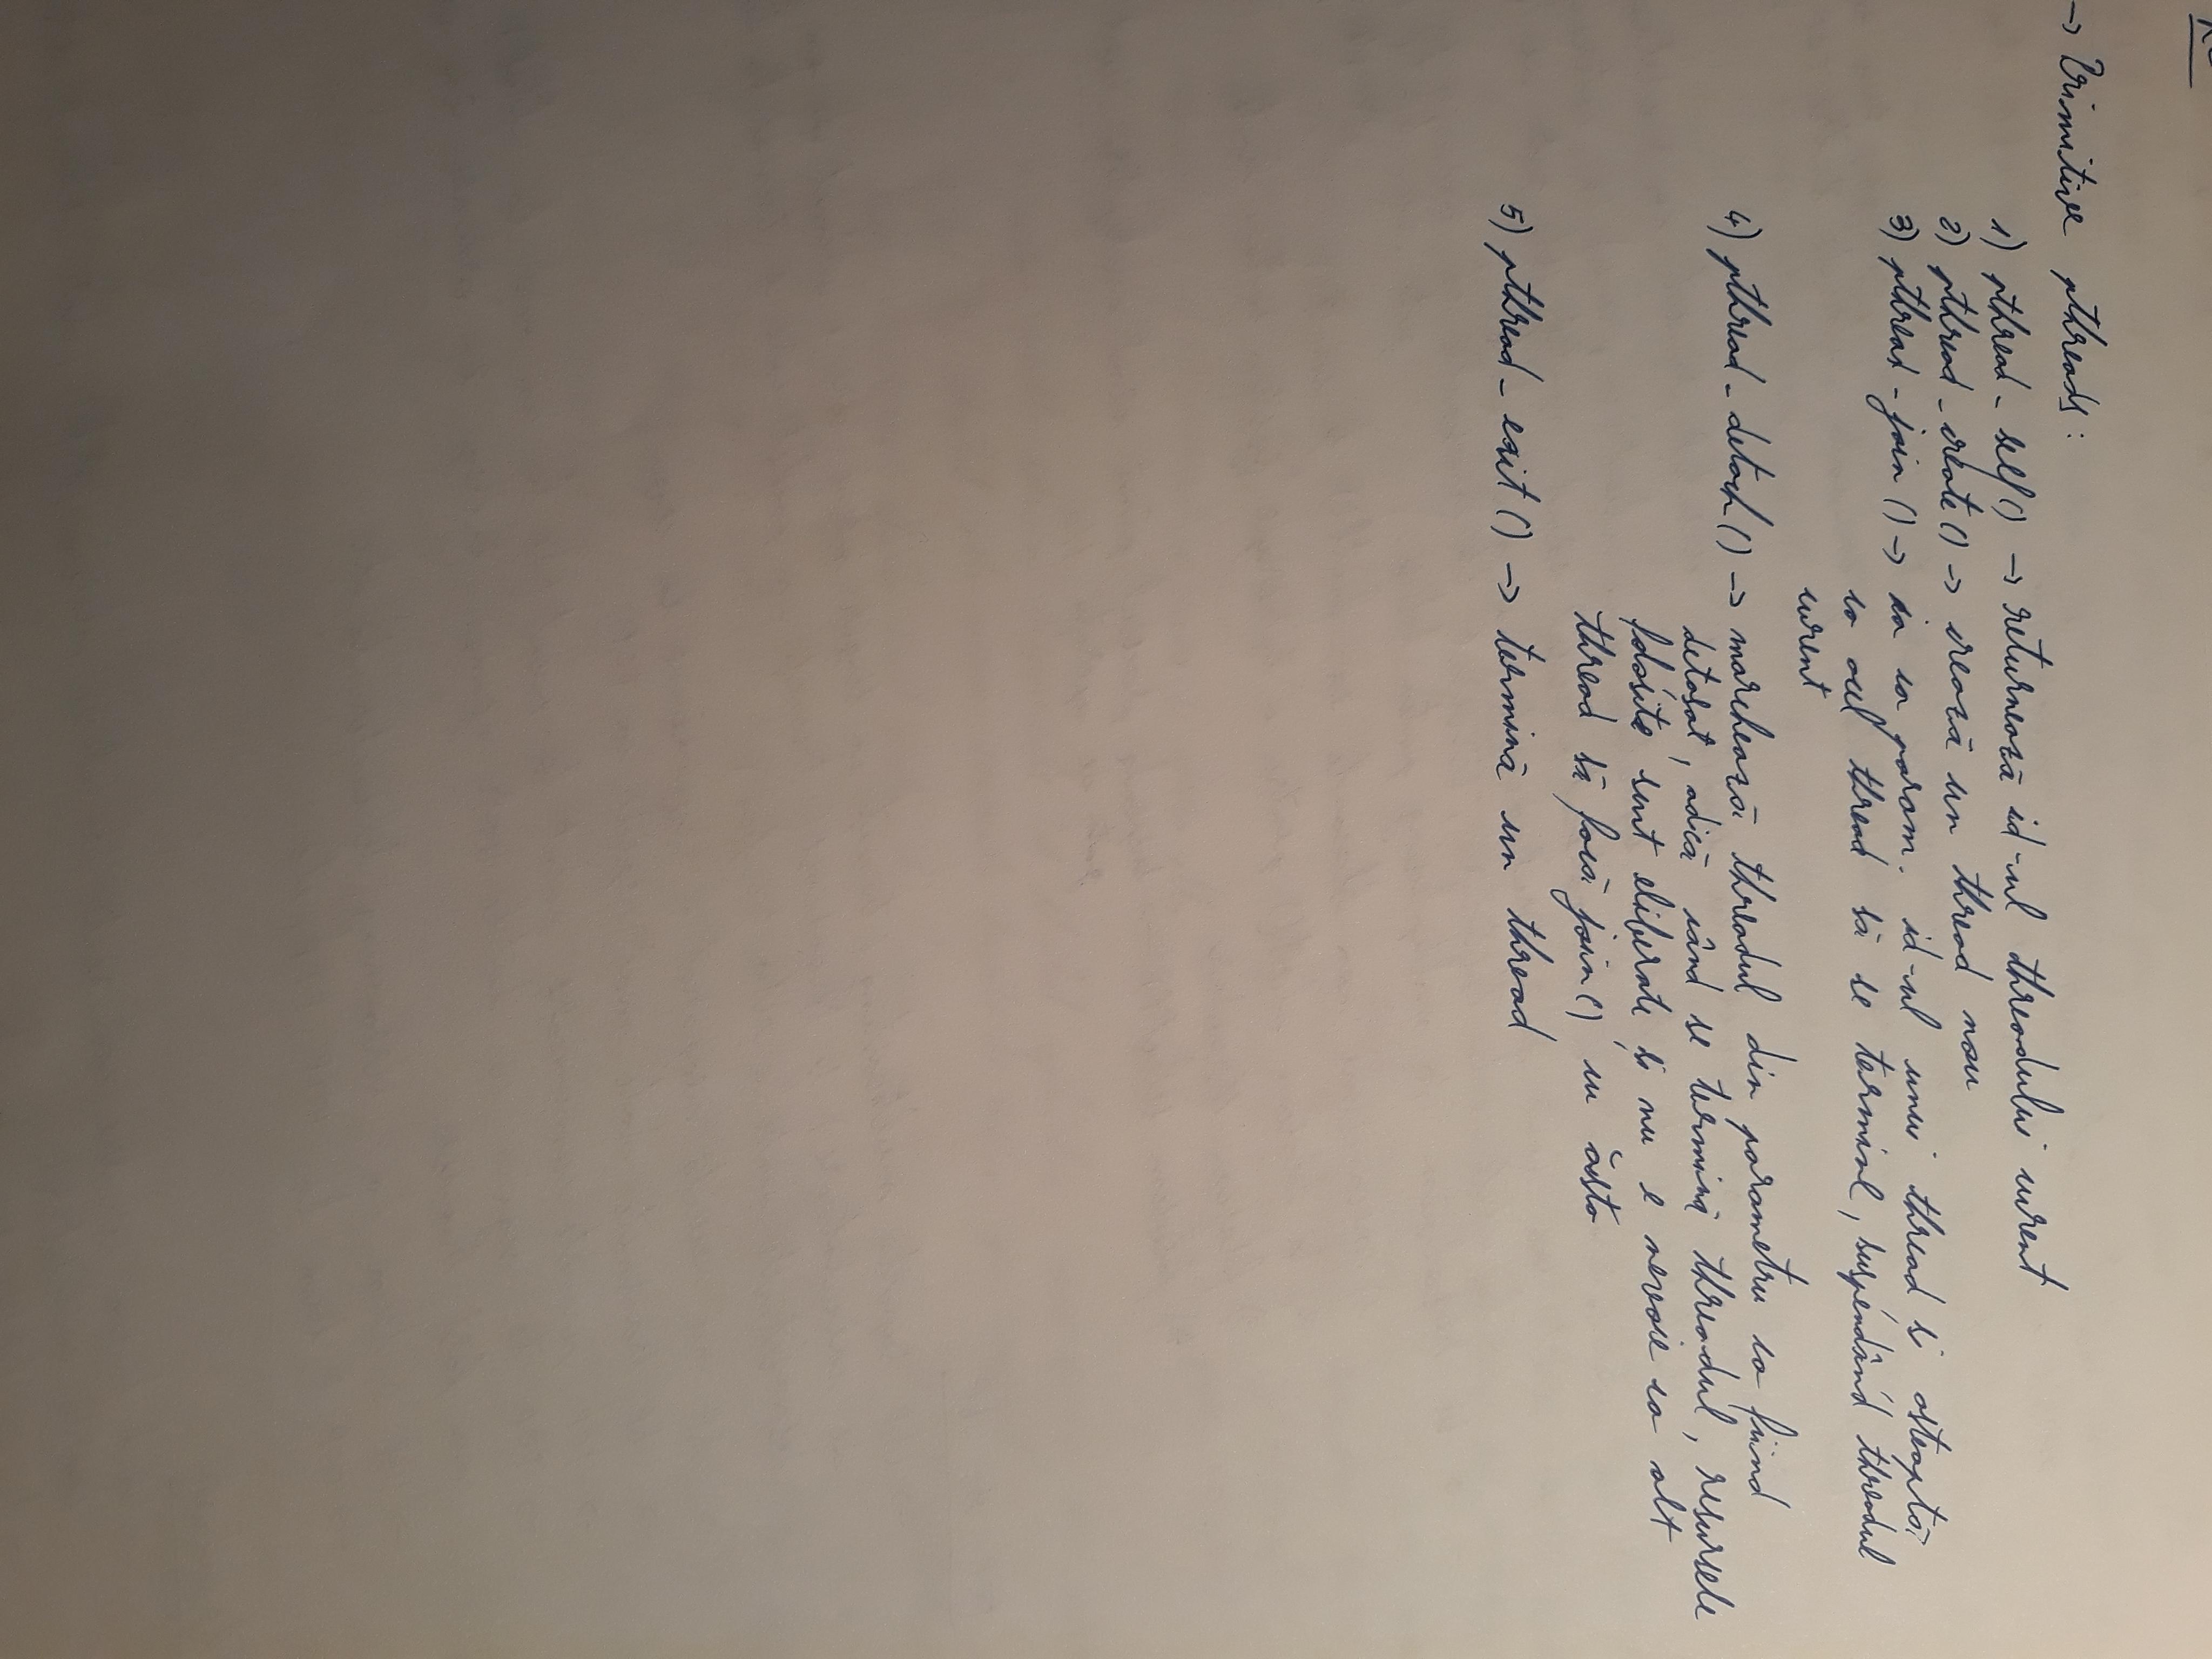 → Primitive pthreads:
1) pthread_self() → returnează id-ul threadului curent
2) pthread_create() → crează un thread nou
3) pthread_join() → ia ca param. id-ul unui thread și așteaptă
ca acel thread să se termine, suspendând threadul
curent
4) pthread_detach() → marchează threadul din parametru ca fiind
detașat, adică când se termină threadul, resursele
folosite sunt eliberate și nu e nevoie ca alt
thread să facă join() cu ăsta
5) pthread_exit() → termină un thread